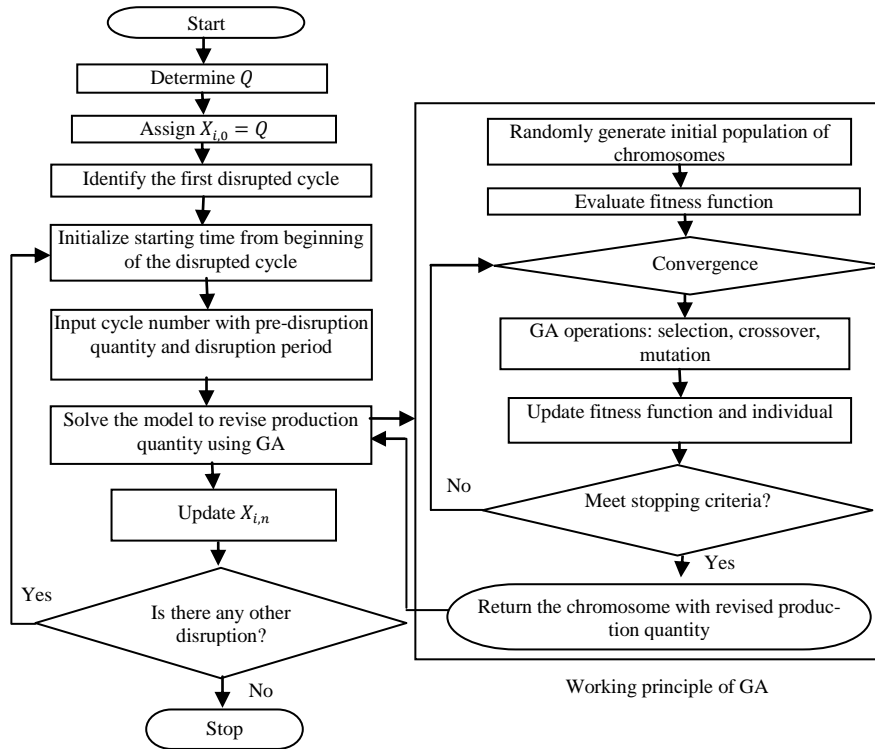 Start
Determine Q
Assign X_{i,0} = Q
Identify the first disrupted cycle
Initialize starting time from beginning
of the disrupted cycle
Input cycle number with pre-disruption
quantity and disruption period
Solve the model to revise production
quantity using GA
Update X_{i,n}
Yes
Is there any other
disruption?
No
Stop
Randomly generate initial population of
chromosomes
Evaluate fitness function
Convergence
GA operations: selection, crossover,
mutation
Update fitness function and individual
No
Meet stopping criteria?
Yes
Return the chromosome with revised produc-
tion quantity
Working principle of GA